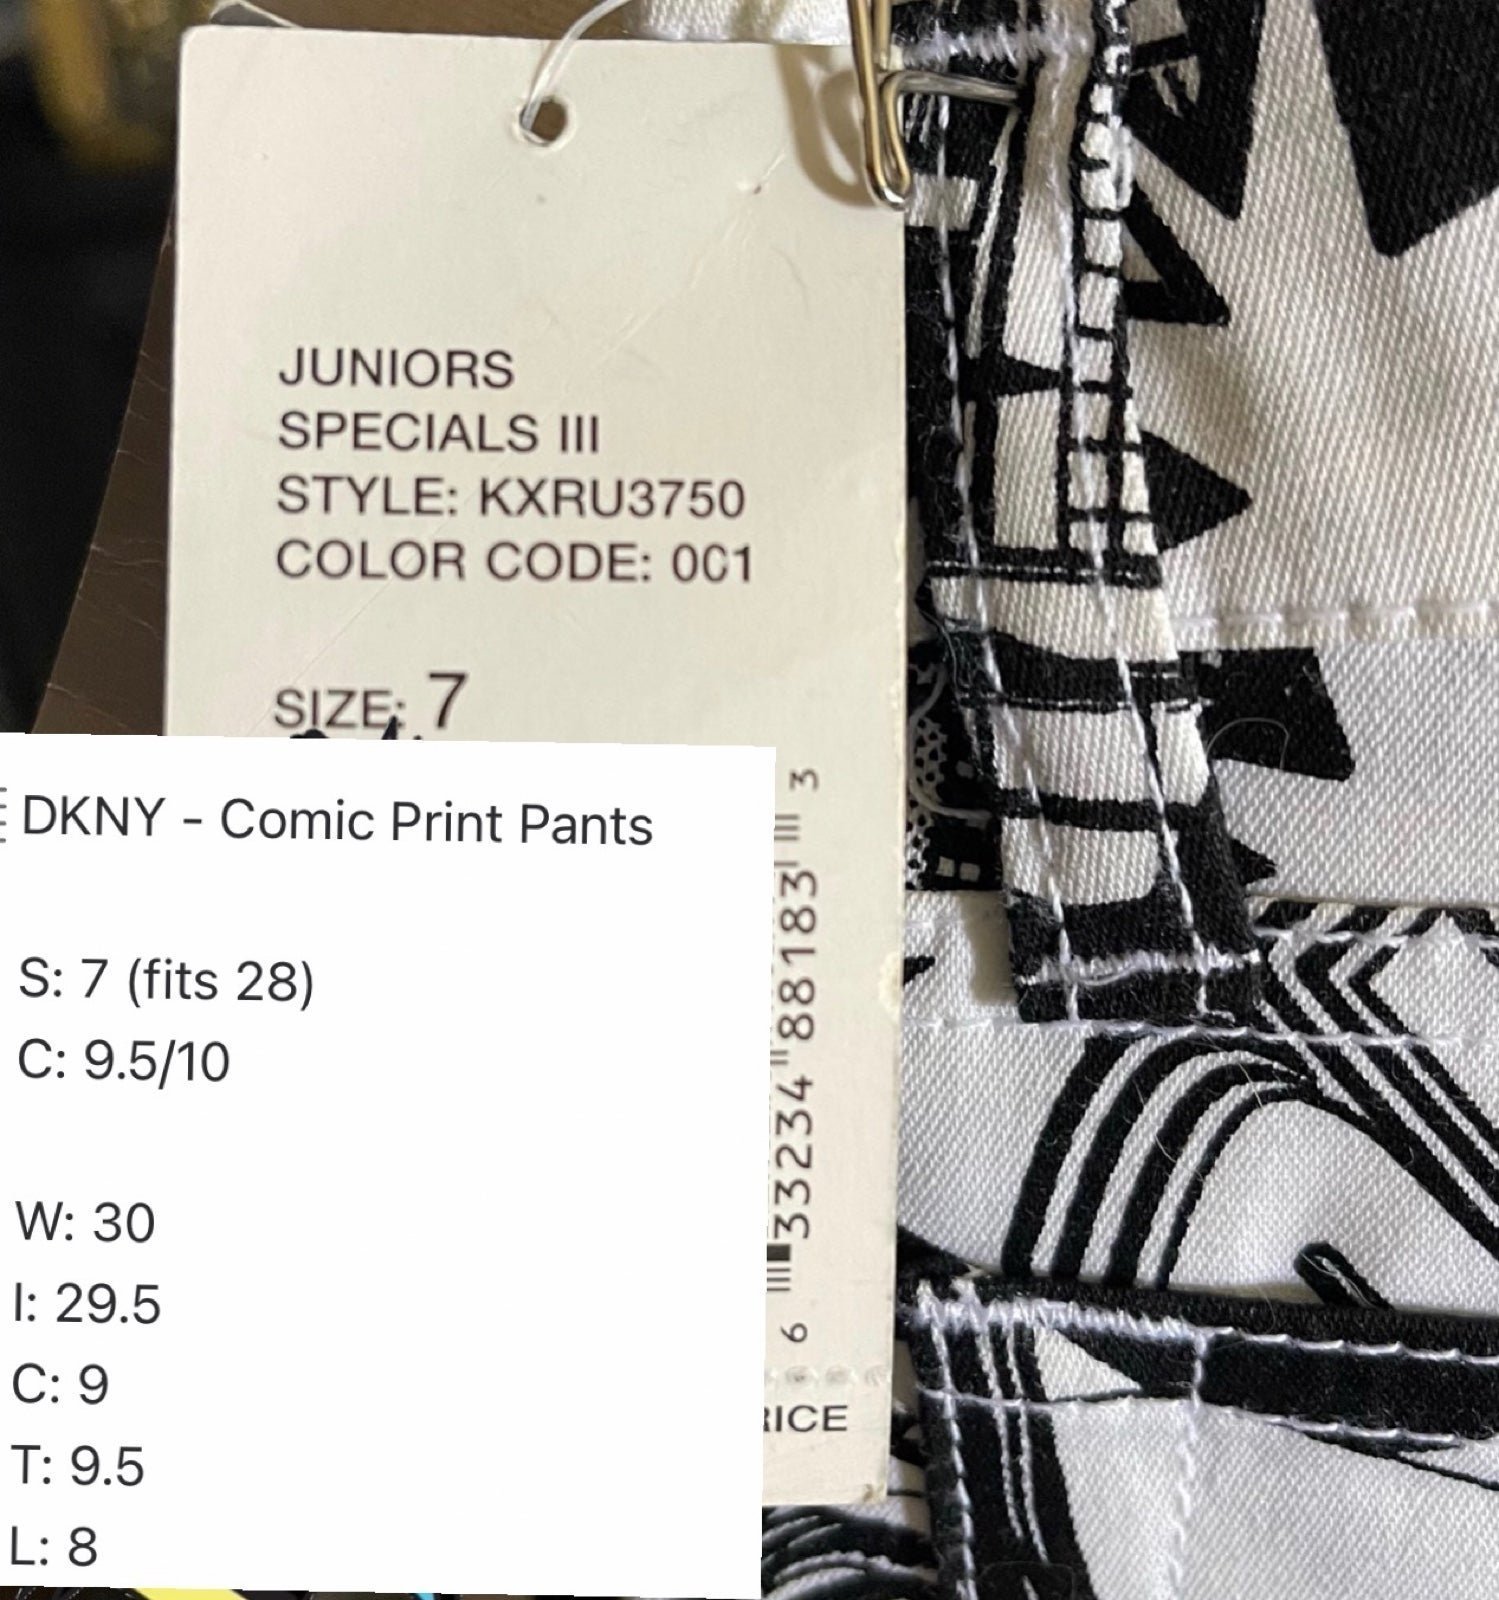 JUNIORS
SPECIALS III
STYLE: KXRU3750
COLOR CODE: 001
SIZE: 7
DKNY - Comic Print Pants
S: 7 (fits 28)
C: 9.5/10
W: 30
I: 29.5
C: 9
T: 9.5
L: 8
6 33234 88183 3